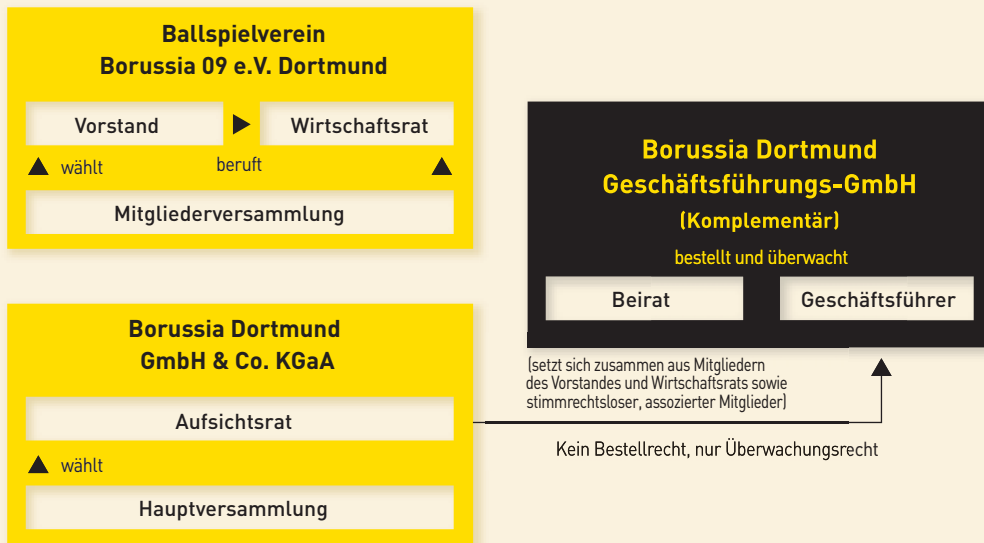 Ballspielverein
Borussia 09 e.V. Dortmund
Vorstand
Wirtschaftsrat
wählt
beruft
Mitgliederversammlung
Borussia Dortmund
GmbH & Co. KGaA
Aufsichtsrat
wählt
Hauptversammlung
Borussia Dortmund
Geschäftsführungs-GmbH
(Komplementär)
bestellt und überwacht
Beirat
Geschäftsführer
(setzt sich zusammen aus Mitgliedern
des Vorstandes und Wirtschaftsrats sowie
stimmrechtsloser, assozierter Mitglieder)
Kein Bestellrecht, nur Überwachungsrecht